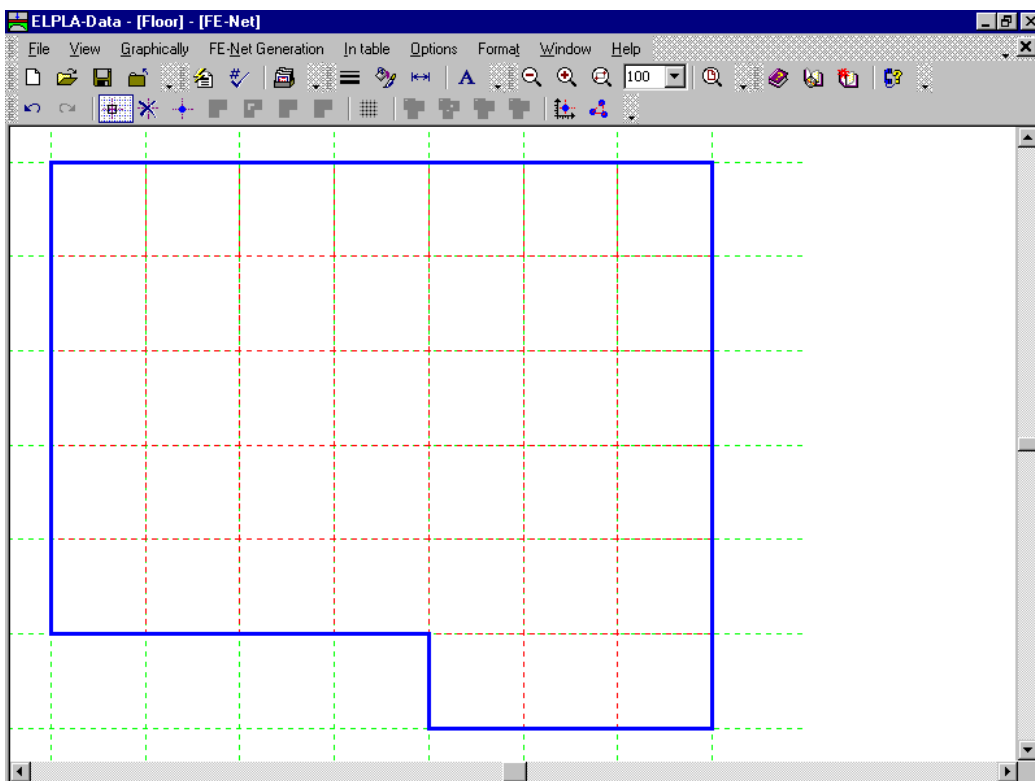 ELPLA-Data - [Floor] - [FE-Net]
File View Graphically FE-Net Generation In table Options Format Window Help
A 100